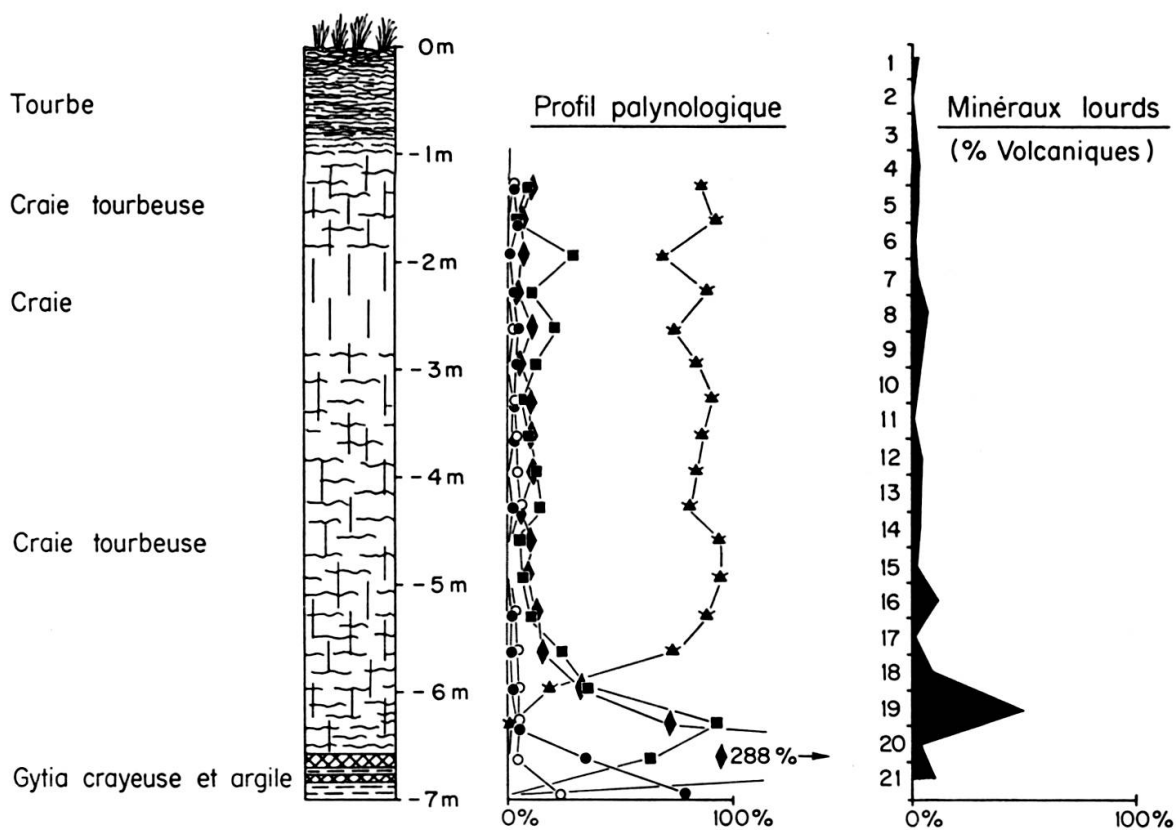 Tourbe
Craie tourbeuse
Craie
Craie tourbeuse
Gytia crayeuse et argile
0m
-1m
-2m
-3m
-4m
-5m
-6m
-7m
Profil palynologique
288 %
0%
100%
1
2
3
4
5
6
7
8
9
10
11
12
13
14
15
16
17
18
19
20
21
Minéraux lourds
(% Volcaniques)
0%
100%